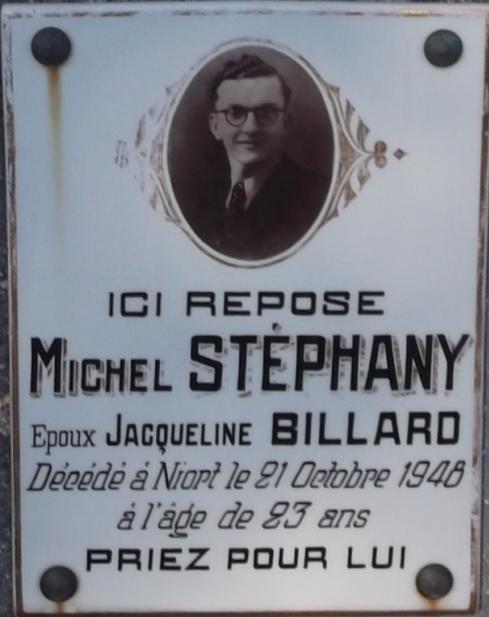 ICI REPOSE
MICHEL STÉPHANY
Epoux JACQUELINE BILLARD
Décédé á Niort le 21 Octobre 1948
á l'âge de 23 ans
PRIEZ POUR LUI